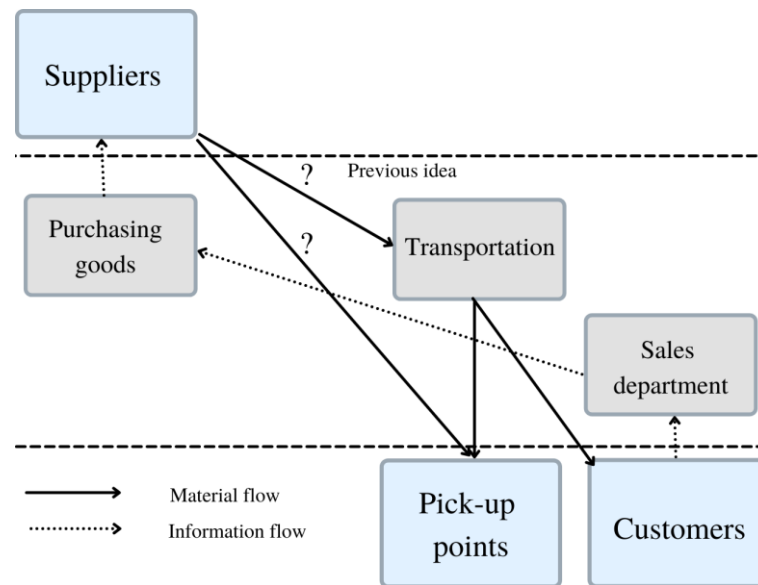 Suppliers
?
Previous idea
Purchasing
goods
?
Transportation
Sales
department
Material flow
Information flow
Pick-up
points
Customers